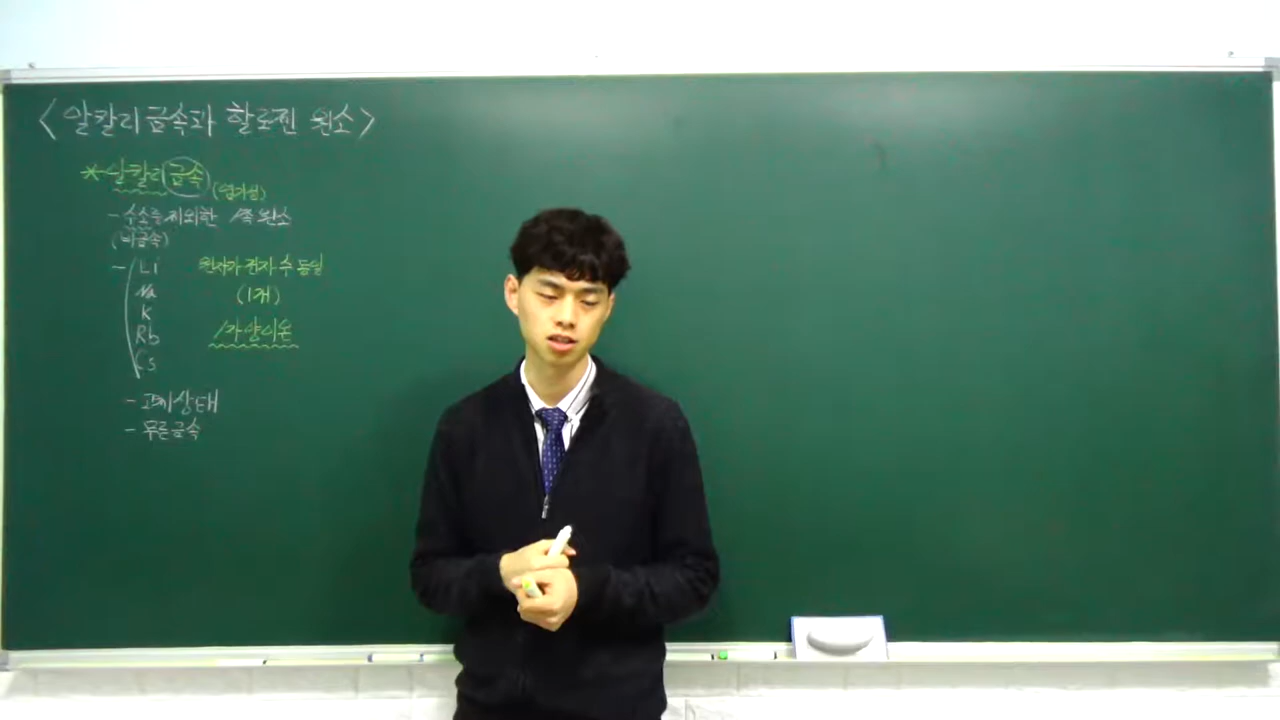 <알칼리 금속과 할로젠 원소>
* 알칼리 금속 (염기성)
- 수소를 제외한 1족 원소
(비금속)
- Li 원자가 전자 수 동일
Na (1개)
K
Rb 1가 양이온
Cs
- 고체상태
- 무른금속